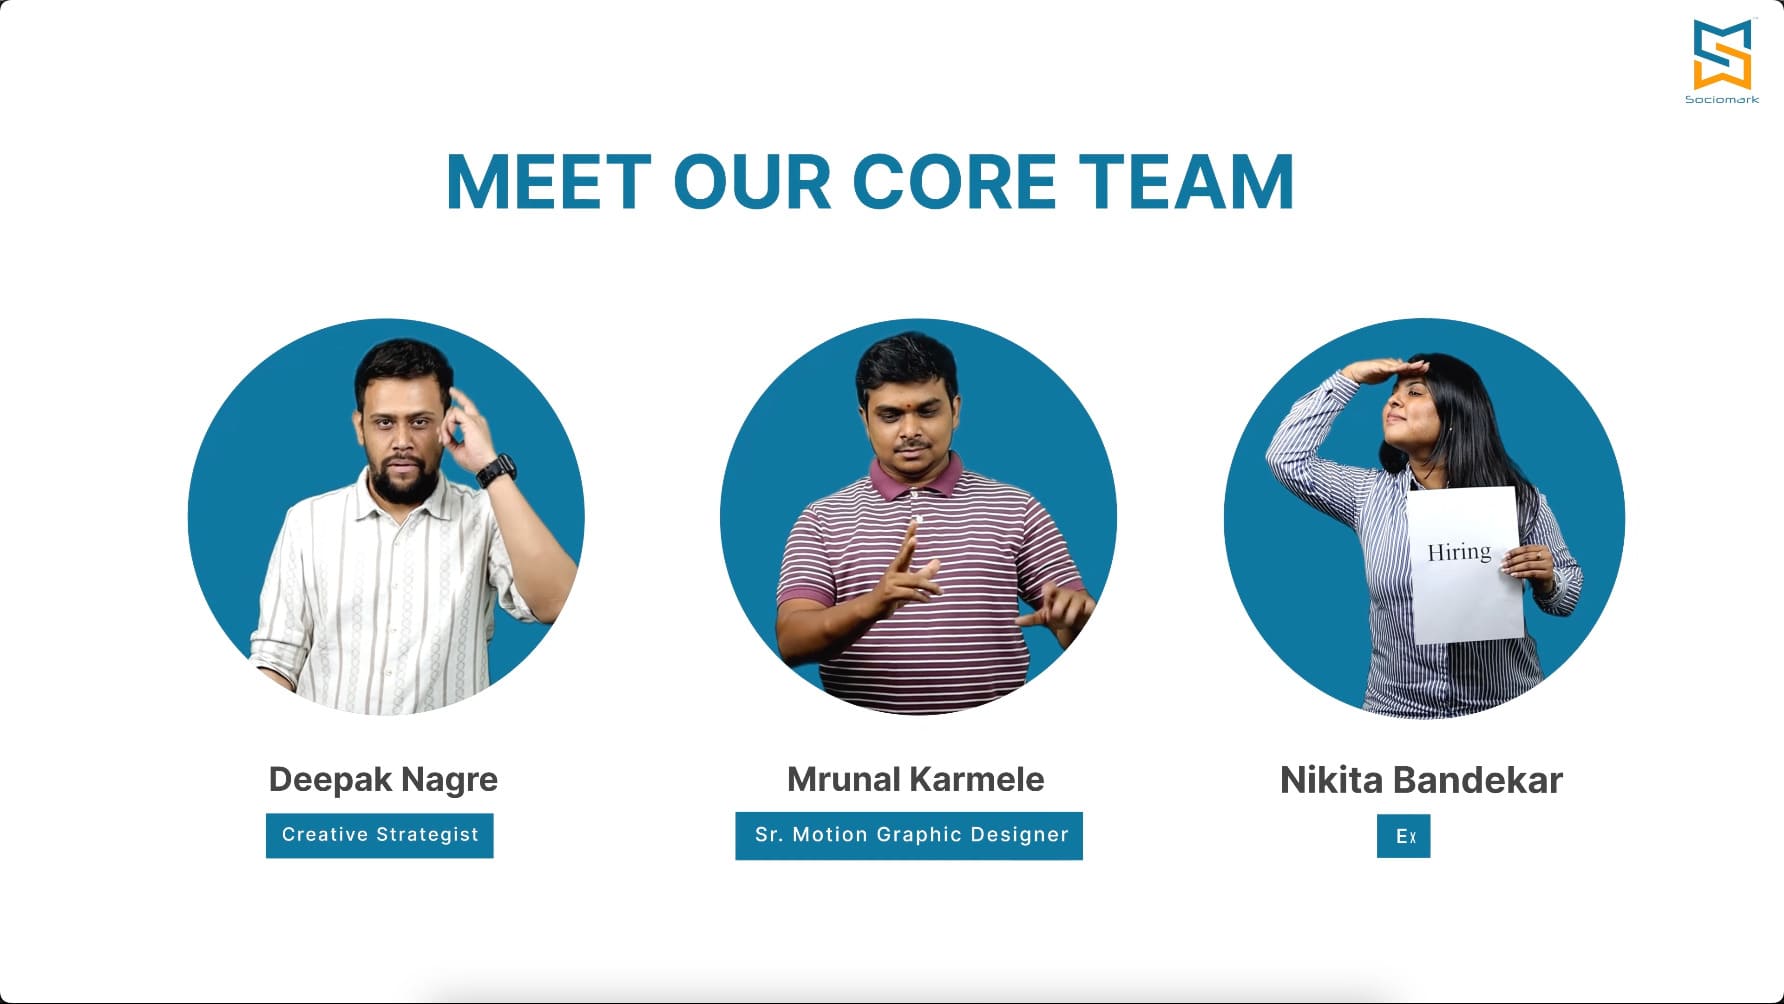 Sociomark
MEET OUR CORE TEAM
Hiring
Deepak Nagre
Mrunal Karmele
Nikita Bandekar
Creative Strategist
Sr. Motion Graphic Designer
Ex